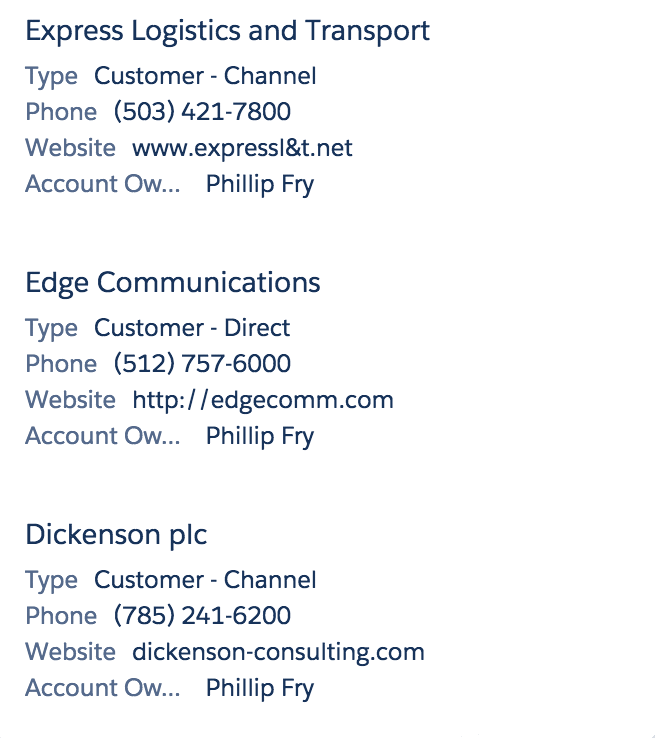 Express Logistics and Transport
Type Customer - Channel
Phone (503) 421-7800
Website www.expressl&t.net
Account Ow... Phillip Fry
Edge Communications
Type Customer - Direct
Phone (512) 757-6000
Website http://edgecomm.com
Account Ow... Phillip Fry
Dickenson plc
Type Customer - Channel
Phone (785) 241-6200
Website dickenson-consulting.com
Account Ow... Phillip Fry